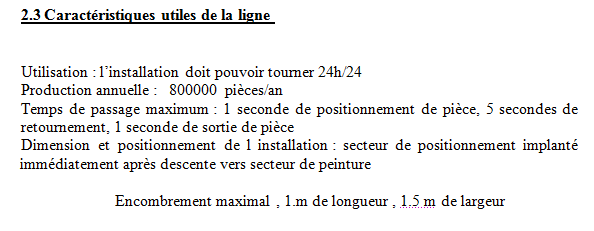 2.3 Caractéristiques utiles de la ligne
Utilisation : l'installation doit pouvoir tourner 24h/24
Production annuelle : 800000 pièces/an
Temps de passage maximum : 1 seconde de positionnement de pièce, 5 secondes de
retournement, 1 seconde de sortie de pièce
Dimension et positionnement de l installation : secteur de positionnement implanté
immédiatement après descente vers secteur de peinture
Encombrement maximal , 1.m de longueur , 1.5 m de largeur